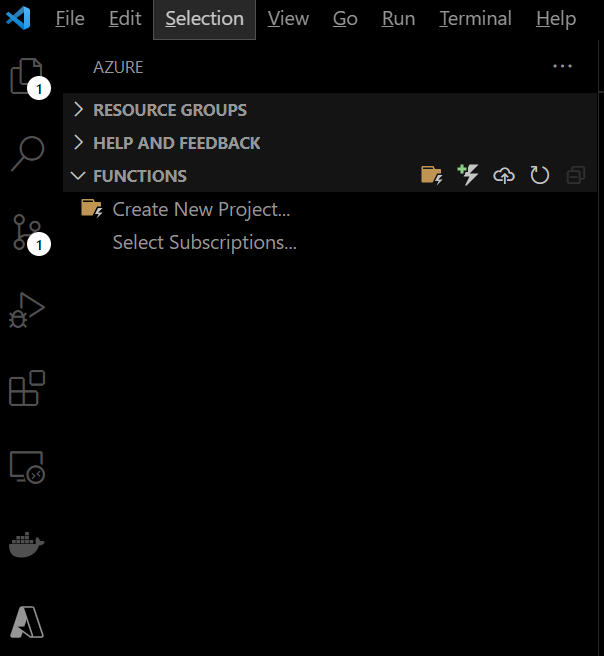 File Edit Selection View Go Run Terminal Help
AZURE
1
RESOURCE GROUPS
HELP AND FEEDBACK
FUNCTIONS
Create New Project...
1
Select Subscriptions...